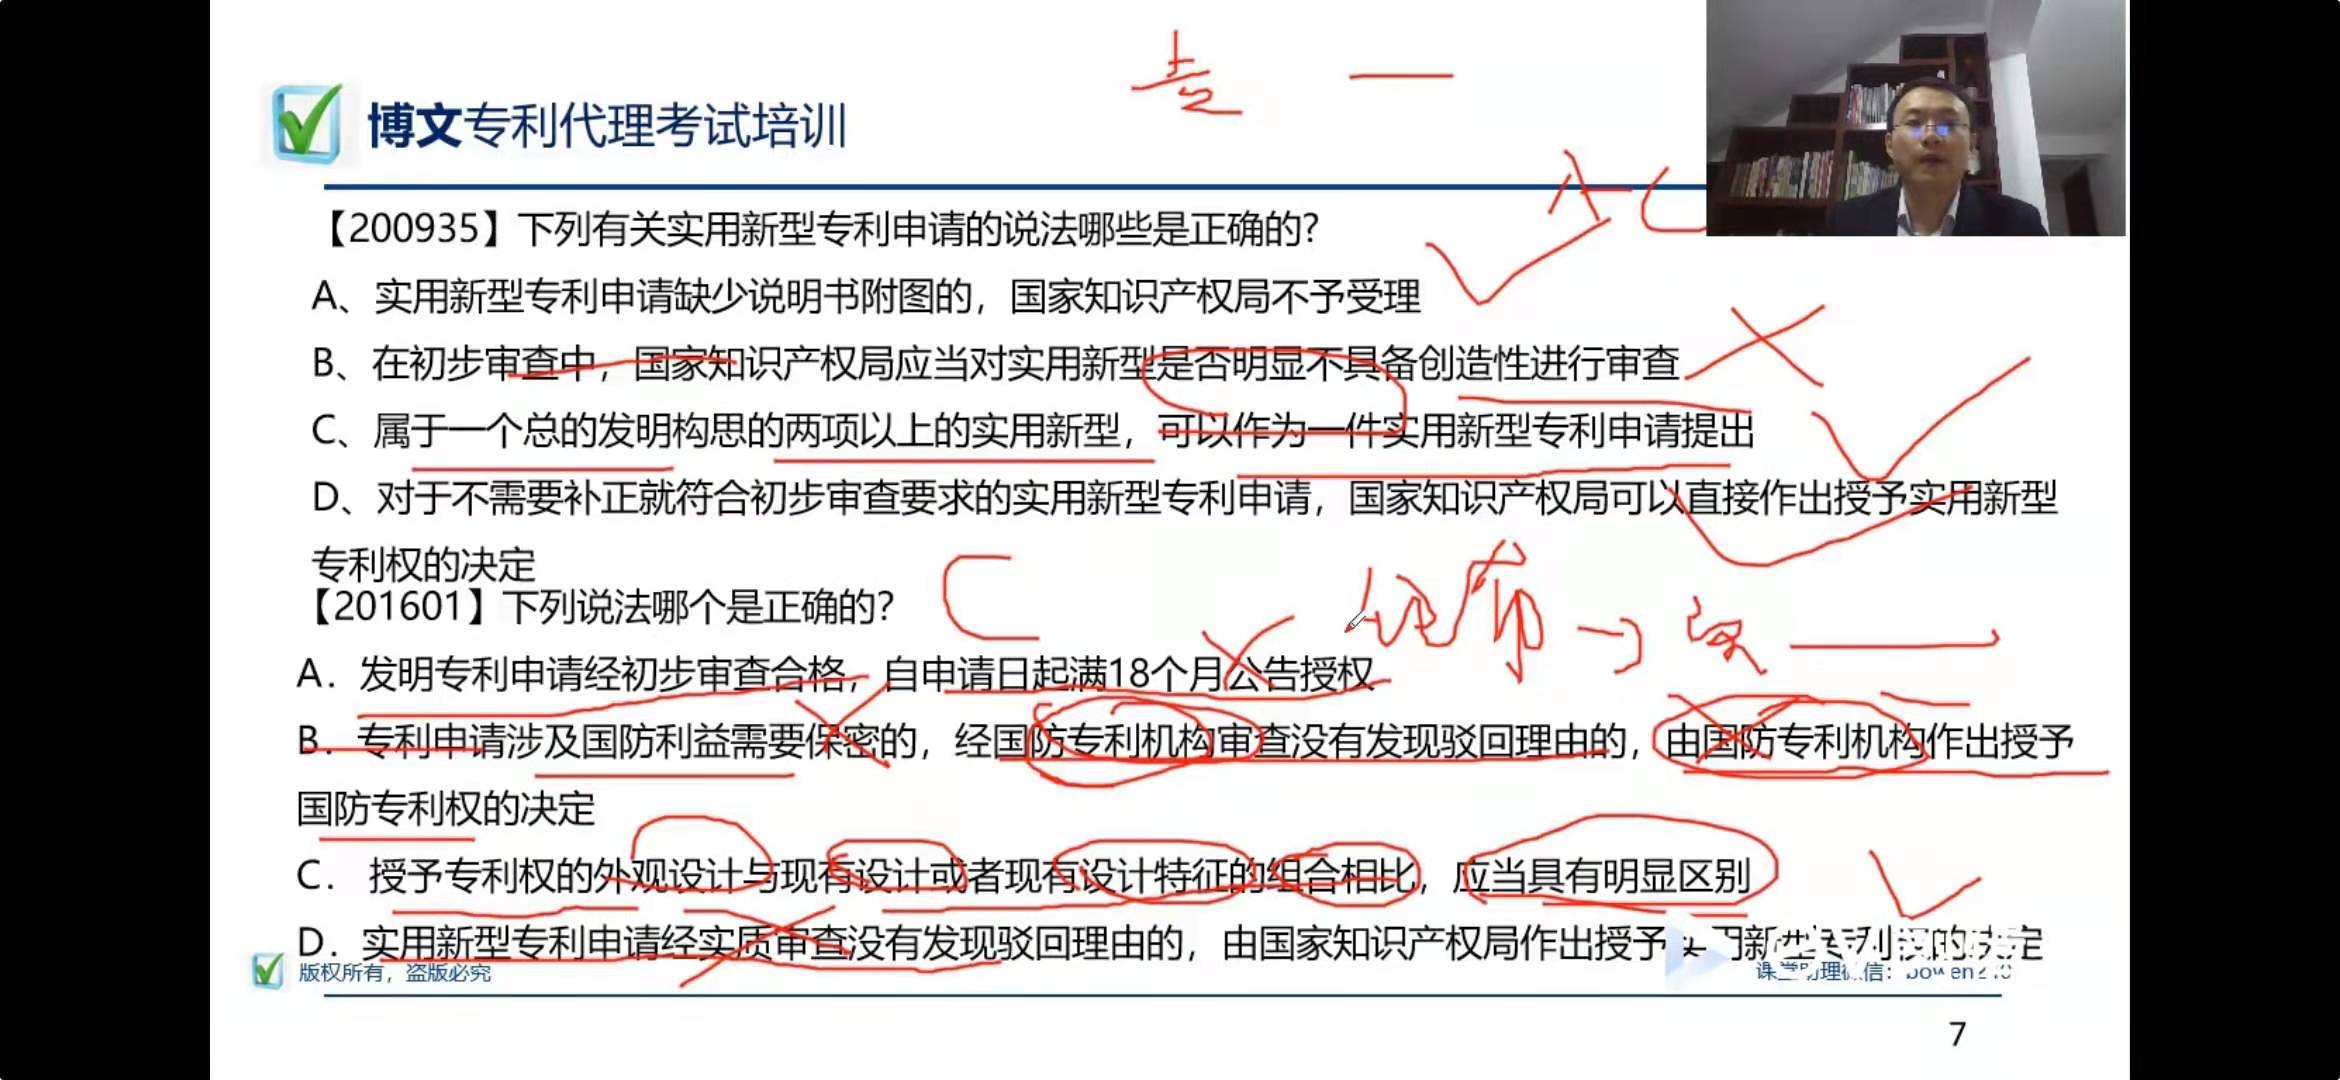 博文专利代理考试培训
【200935】下列有关实用新型专利申请的说法哪些是正确的?
A、实用新型专利申请缺少说明书附图的，国家知识产权局不予受理
B、在初步审查中，国家知识产权局应当对实用新型是否明显不具备创造性进行审查
C、属于一个总的发明构思的两项以上的实用新型，可以作为一件实用新型专利申请提出
D、对于不需要补正就符合初步审查要求的实用新型专利申请，国家知识产权局可以直接作出授予实用新型
专利权的决定
【201601】下列说法哪个是正确的?
C
A．发明专利申请经初步审查合格，自申请日起满18个月公告授权
B．专利申请涉及国防利益需要保密的，经国防专利机构审查没有发现驳回理由的，由国防专利机构作出授予
国防专利权的决定
C．授予专利权的外观设计与现有设计或者现有设计特征的组合相比，应当具有明显区别
D．实用新型专利申请经实质审查没有发现驳回理由的，由国家知识产权局作出授予实用新型专利权的决定
版权所有，盗版必究
课堂助理微信：bowen
7